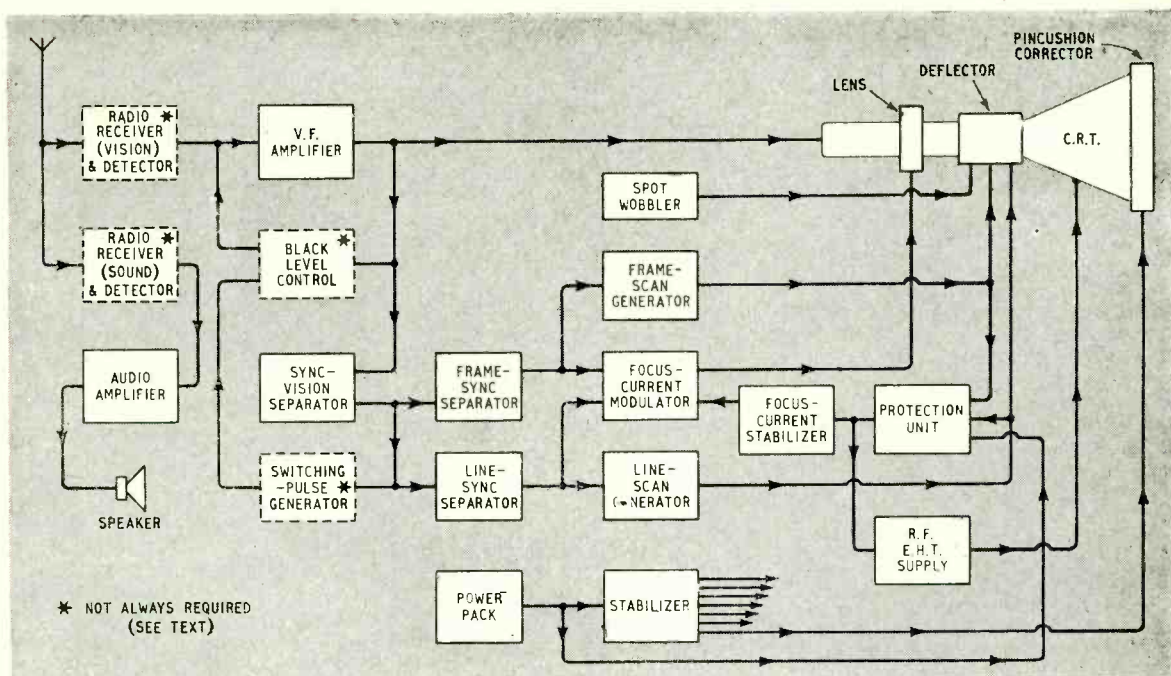 PINCUSHION
CORRECTOR
DEFLECTOR
LENS
C.R.T.
RADIO *
RECEIVER
(VISION)
& DETECTOR
V.F.
AMPLIFIER
SPOT
WOBBLER
RADIO *
RECEIVER
(SOUND)
& DETECTOR
BLACK *
LEVEL
CONTROL
FRAME-
SCAN
GENERATOR
AUDIO
AMPLIFIER
SYNC-
VISION
SEPARATOR
FRAME-
SYNC
SEPARATOR
FOCUS-
CURRENT
MODULATOR
FOCUS-
CURRENT
STABILIZER
PROTECTION
UNIT
SPEAKER
SWITCHING
-PULSE *
GENERATOR
LINE-
SYNC
SEPARATOR
LINE-
SCAN
GENERATOR
R.F.
E.H.T.
SUPPLY
POWER
PACK
STABILIZER
* NOT ALWAYS REQUIRED
(SEE TEXT)